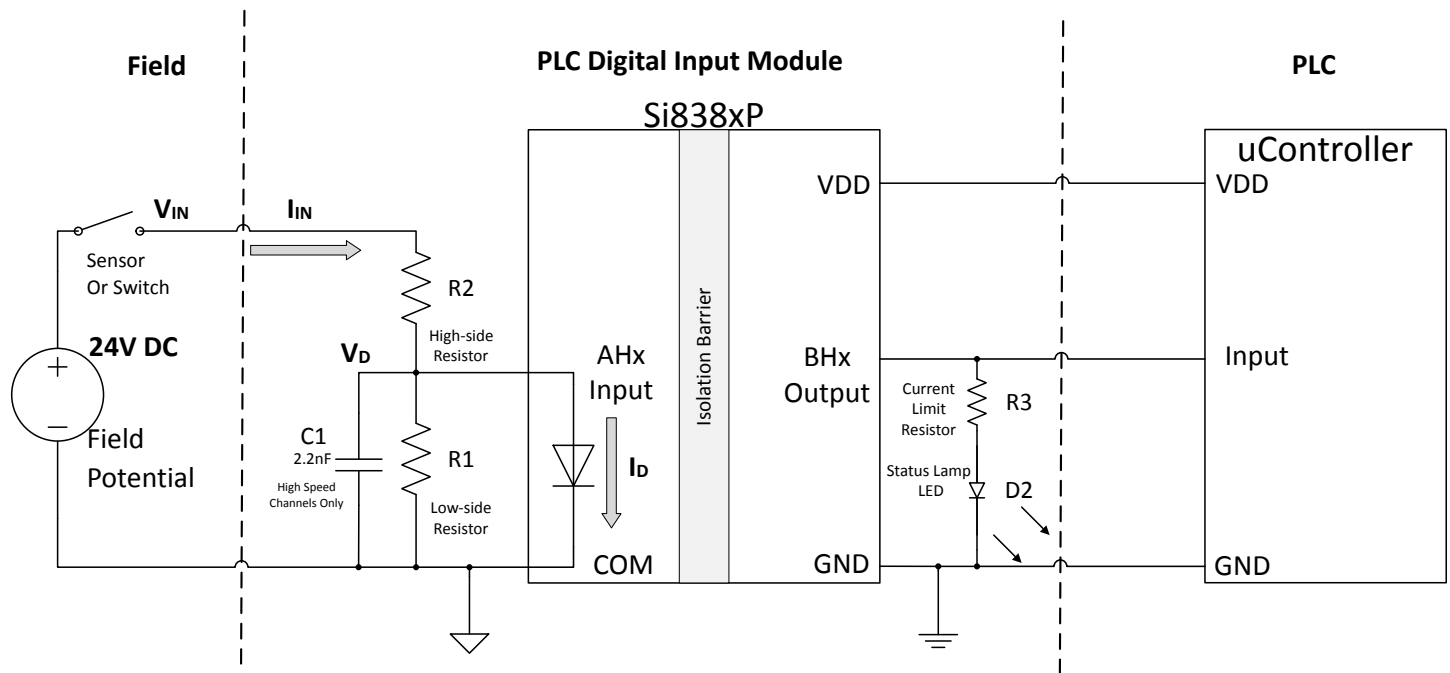 Field
PLC Digital Input Module
PLC
Si838xP
uController
VDD
VDD
VIN
IIN
Sensor
Or Switch
R2
High-side
Resistor
24V DC
VD
AHx
Input
Isolation Barrier
BHx
Output
Input
Current
Limit
Resistor
R3
Field
Potential
C1
2.2nF
High Speed
Channels Only
R1
Low-side
Resistor
ID
Status Lamp
LED
D2
COM
GND
GND